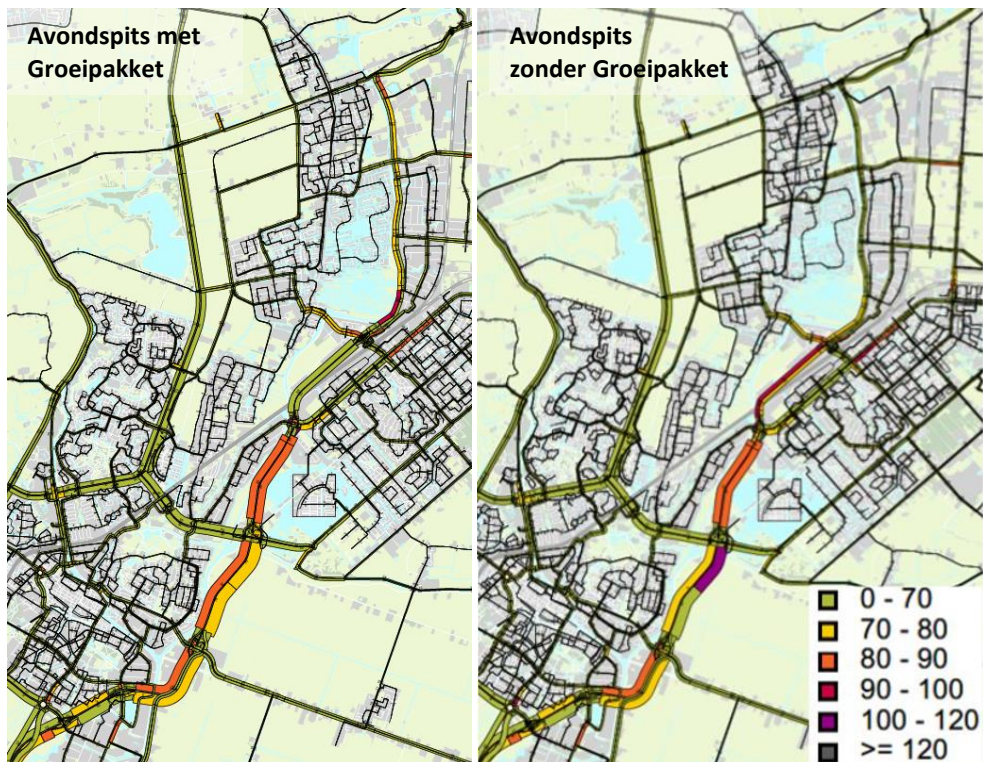 Avondspits met
Groeipakket
Avondspits
zonder Groeipakket
0 - 70
70 - 80
80 - 90
90 - 100
100 - 120
>= 120